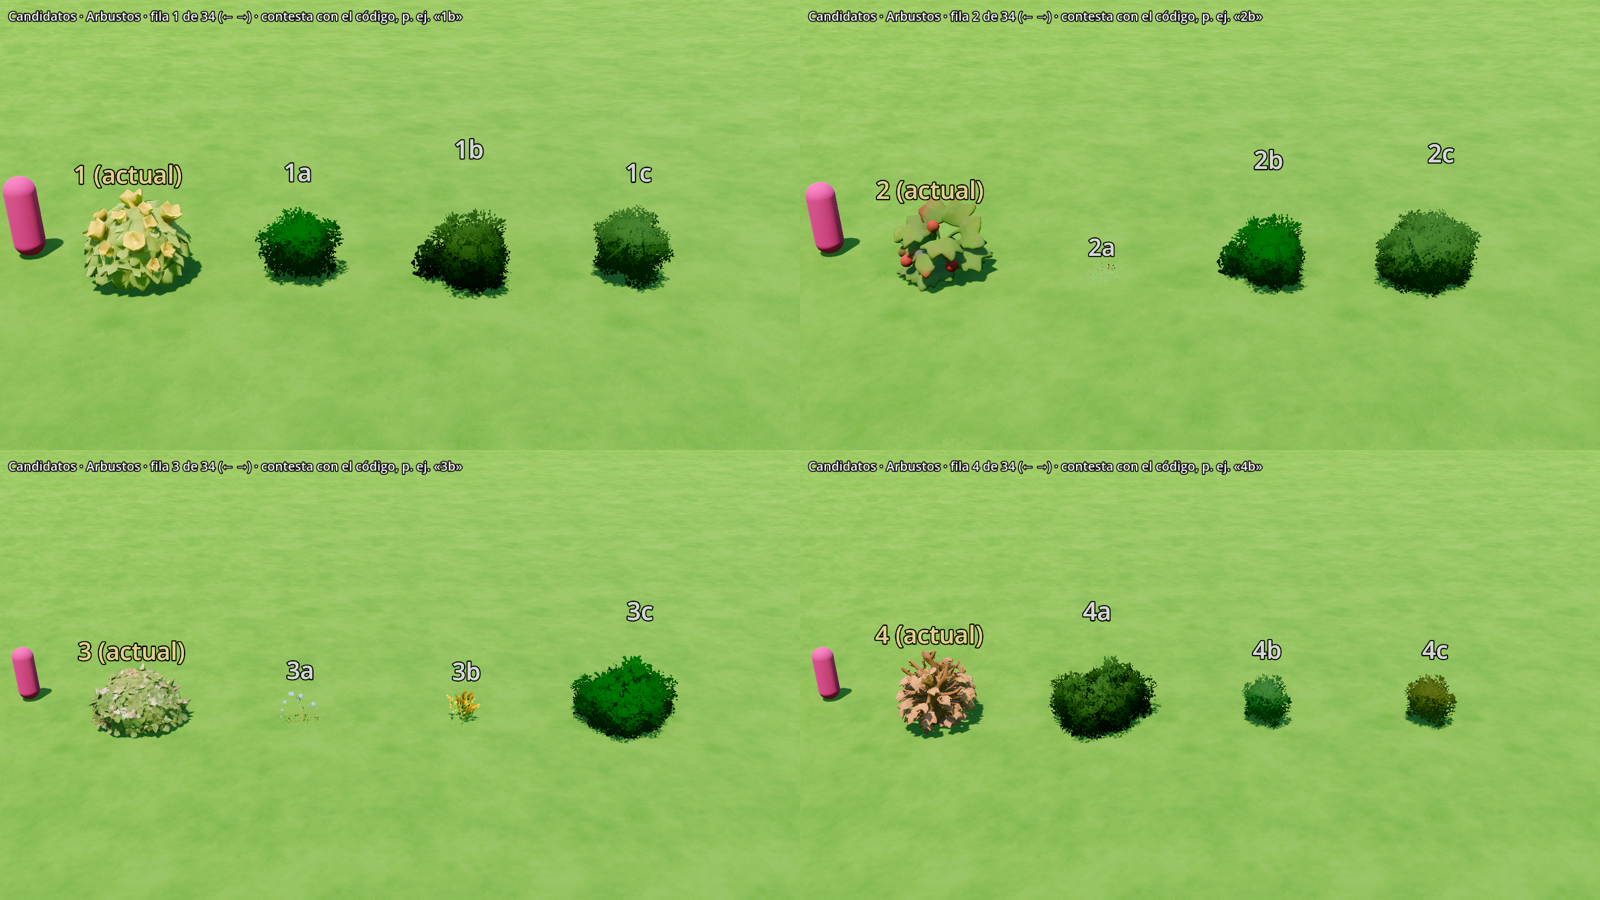 Candidatos · Arbustos · fila 1 de 34 (← →) · contesta con el código, p. ej. «1b»
1 (actual)
1a
1b
1c
Candidatos · Arbustos · fila 2 de 34 (← →) · contesta con el código, p. ej. «2b»
2 (actual)
2a
2b
2c
Candidatos · Arbustos · fila 3 de 34 (← →) · contesta con el código, p. ej. «3b»
3 (actual)
3a
3b
3c
Candidatos · Arbustos · fila 4 de 34 (← →) · contesta con el código, p. ej. «4b»
4 (actual)
4a
4b
4c